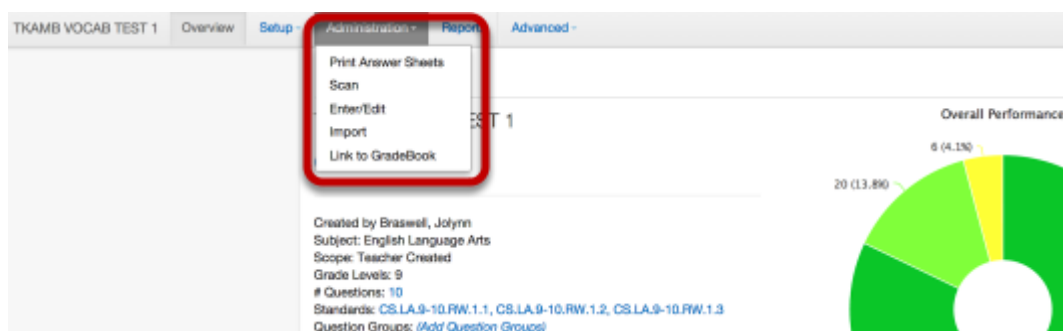 TKAMB VOCAB TEST 1 Overview Setup - Administration - Reports Advanced -
Print Answer Sheets
Scan
Enter/Edit
Import
Link to GradeBook
EST 1
Overall Performance
6 (4.1%)
20 (13.8%)
Created by Braswell, Jolynn
Subject: English Language Arts
Scope: Teacher Created
Grade Levels: 9
# Questions: 10
Standards: CS.LA.9-10.RW.1.1, CS.LA.9-10.RW.1.2, CS.LA.9-10.RW.1.3
Question Groups: (Add Question Groups)